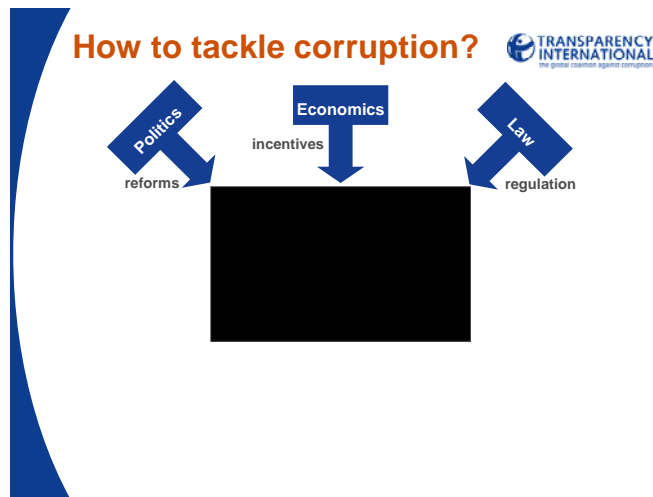 How to tackle corruption?
TRANSPARENCY
INTERNATIONAL
the global coalition against corruption
Politics
Economics
Law
incentives
reforms
regulation